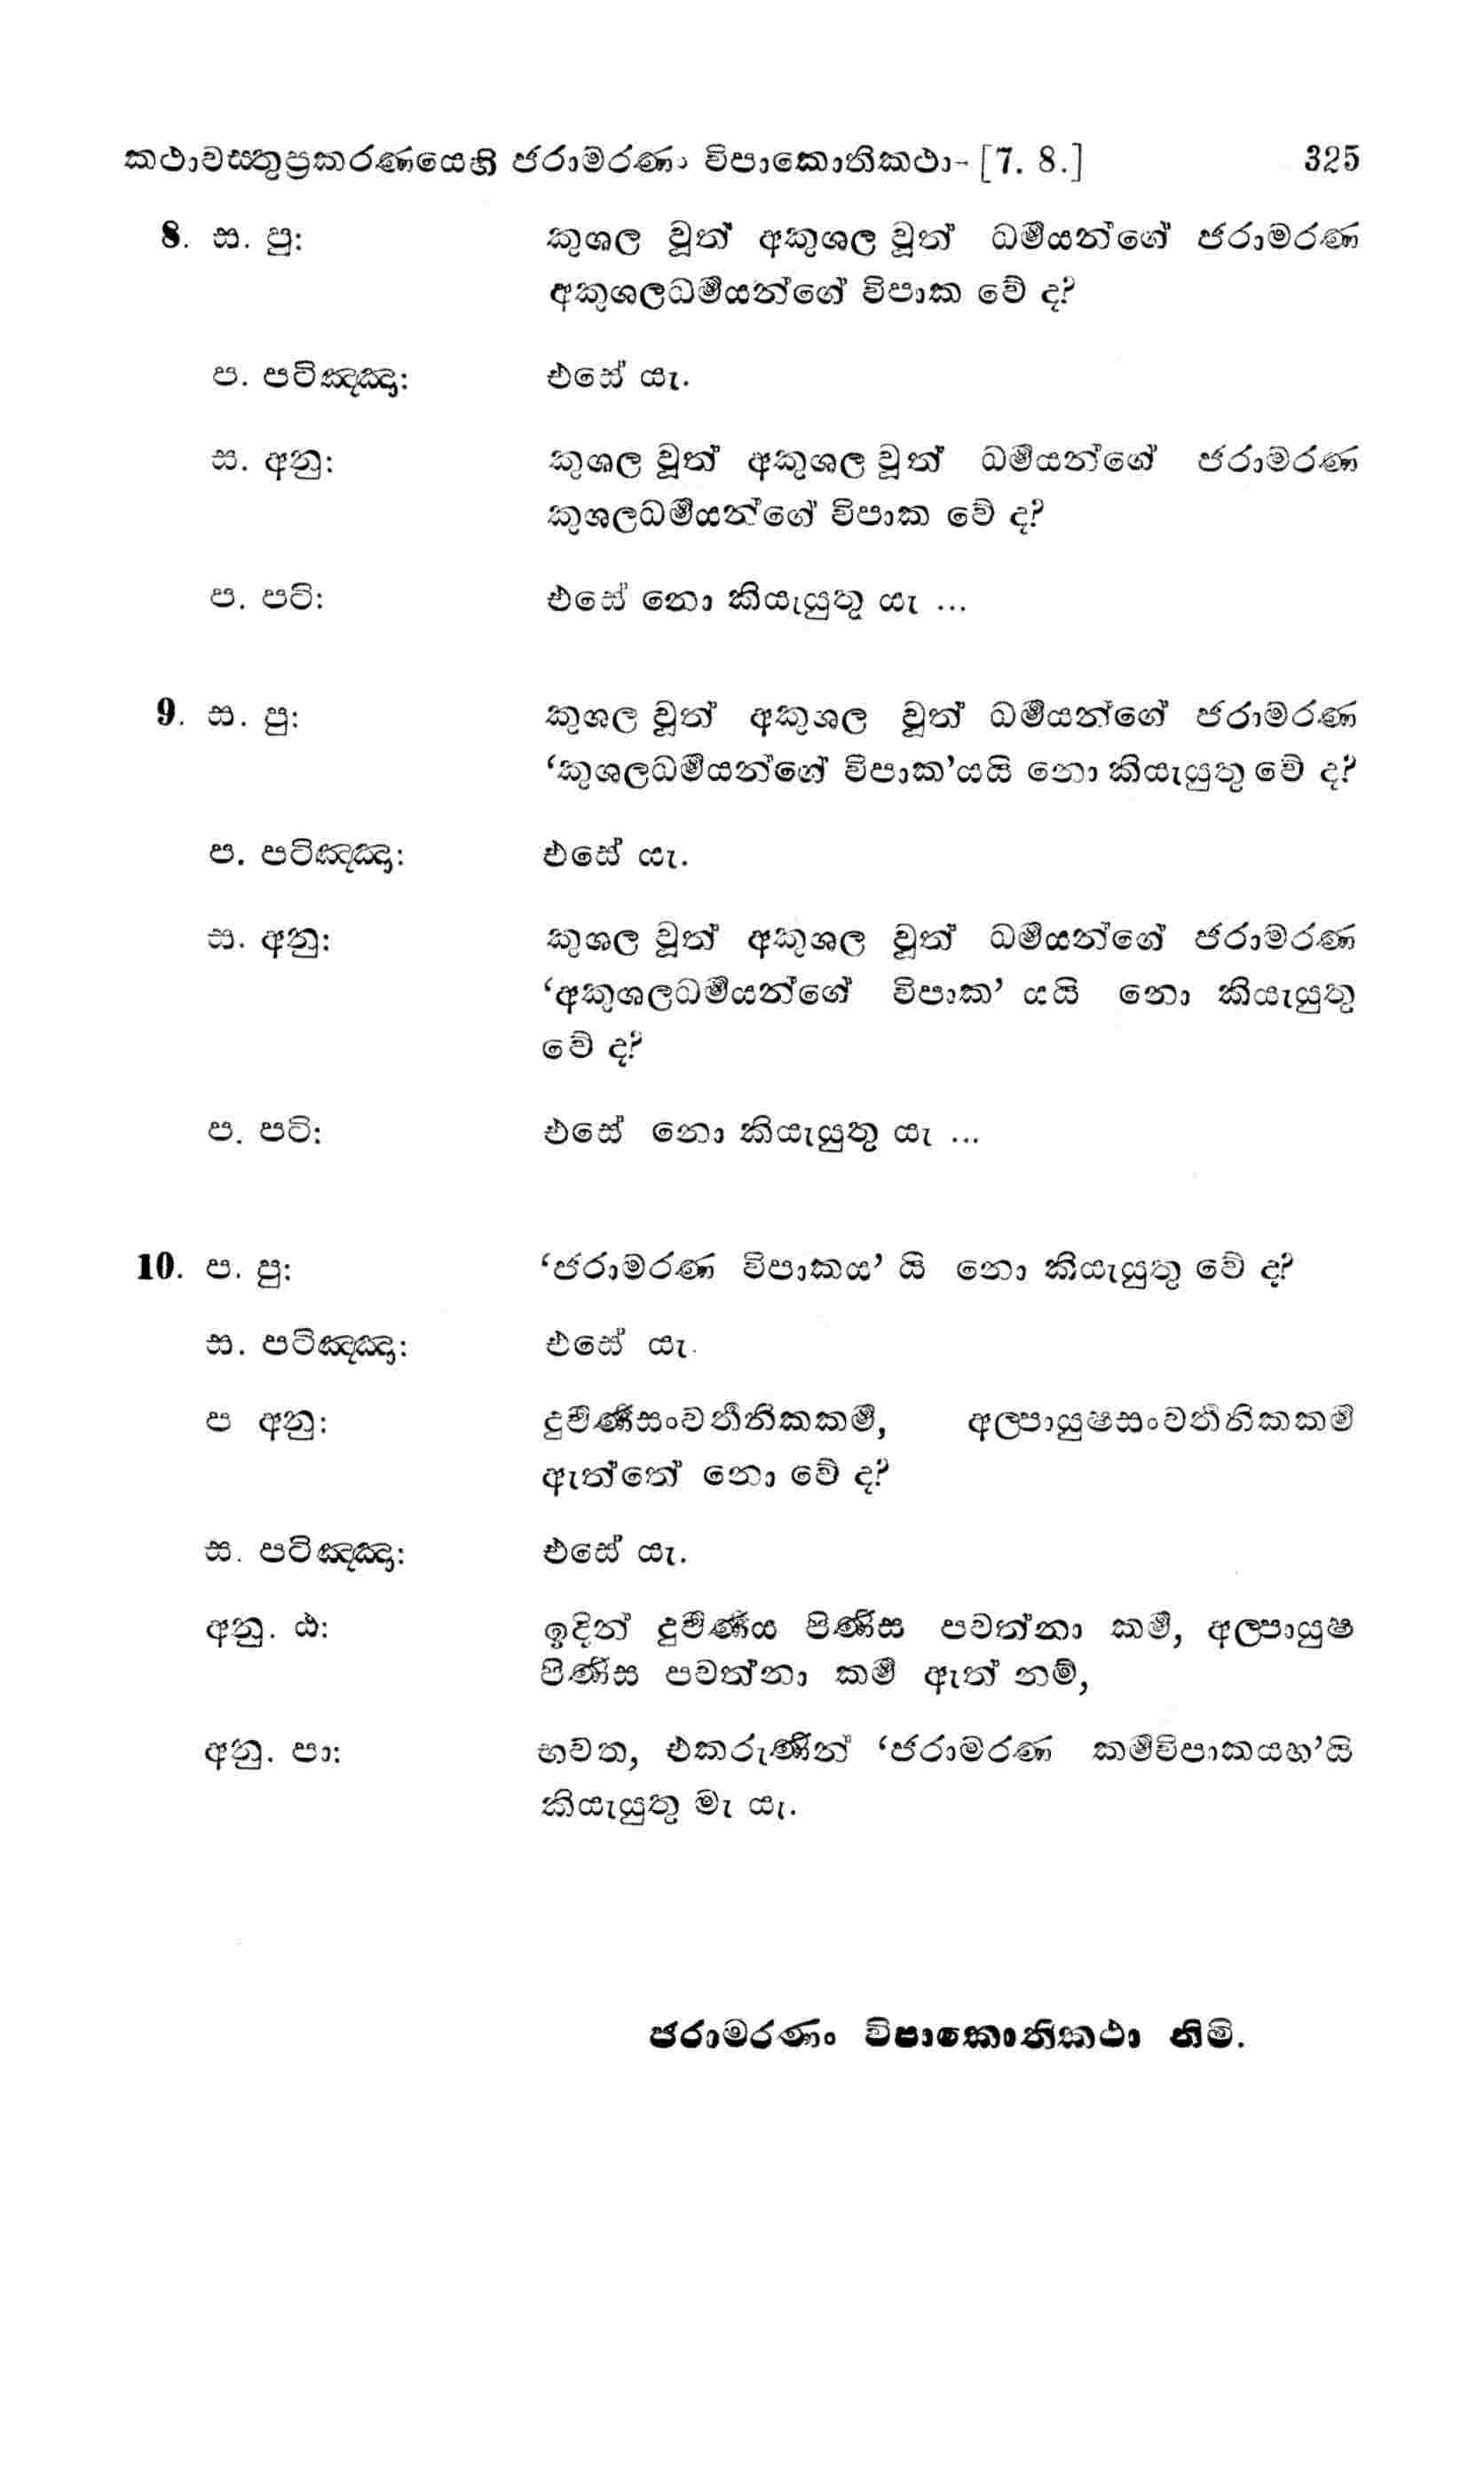 කථාවස්තුප්‍රකරණයෙහි ජරාමරණං විපාකොතිකථා- [7. 8.] 325
8. ස. පු: කුශල වූත් අකුශල වූත් ධර්‍මයන්ගේ ජරාමරණ
අකුශලධර්‍මයන්ගේ විපාක වේ ද?
ප. පටිඤ්ඤා: එසේ යැ.
ස. අනු: කුශල වූත් අකුශල වූත් ධර්‍මයන්ගේ ජරාමරණ
කුශලධර්‍මයන්ගේ විපාක වේ ද?
ප. පටි: එසේ නො කියැයුතු යැ ...
9. ස. පු: කුශල වූත් අකුශල වූත් ධර්‍මයන්ගේ ජරාමරණ
‘කුශලධර්‍මයන්ගේ විපාක’යයි නො කියැයුතු වේ ද?
ප. පටිඤ්ඤා: එසේ යැ.
ස. අනු: කුශල වූත් අකුශල වූත් ධර්‍මයන්ගේ ජරාමරණ
‘අකුශලධර්‍මයන්ගේ විපාක’ යයි නො කියැයුතු
වේ ද?
ප. පටි: එසේ නො කියැයුතු යැ ...
10. ප. පු: ‘ජරාමරණ විපාකය’ යි නො කියැයුතු වේ ද?
ස. පටිඤ්ඤා: එසේ යැ.
ප අනු: දුර්‍වර්‍ණසංවර්‍තනිකකර්‍ම, අල්පායුෂසංවර්‍තනිකකර්‍ම
ඇත්තේ නො වේ ද?
ස. පටිඤ්ඤා: එසේ යැ.
අනු. ඨ: ඉදින් දුර්‍වර්‍ණය පිණිස පවත්නා කර්‍ම, අල්පායුෂ
පිණිස පවත්නා කර්‍ම ඇත් නම්,
අනු. පා: භවත, එකරුණින් ‘ජරාමරණ කර්‍මවිපාකයහ’යි
කියැයුතු මැ යැ.
ජරාමරණං විපාකොතිකථා නිමි.